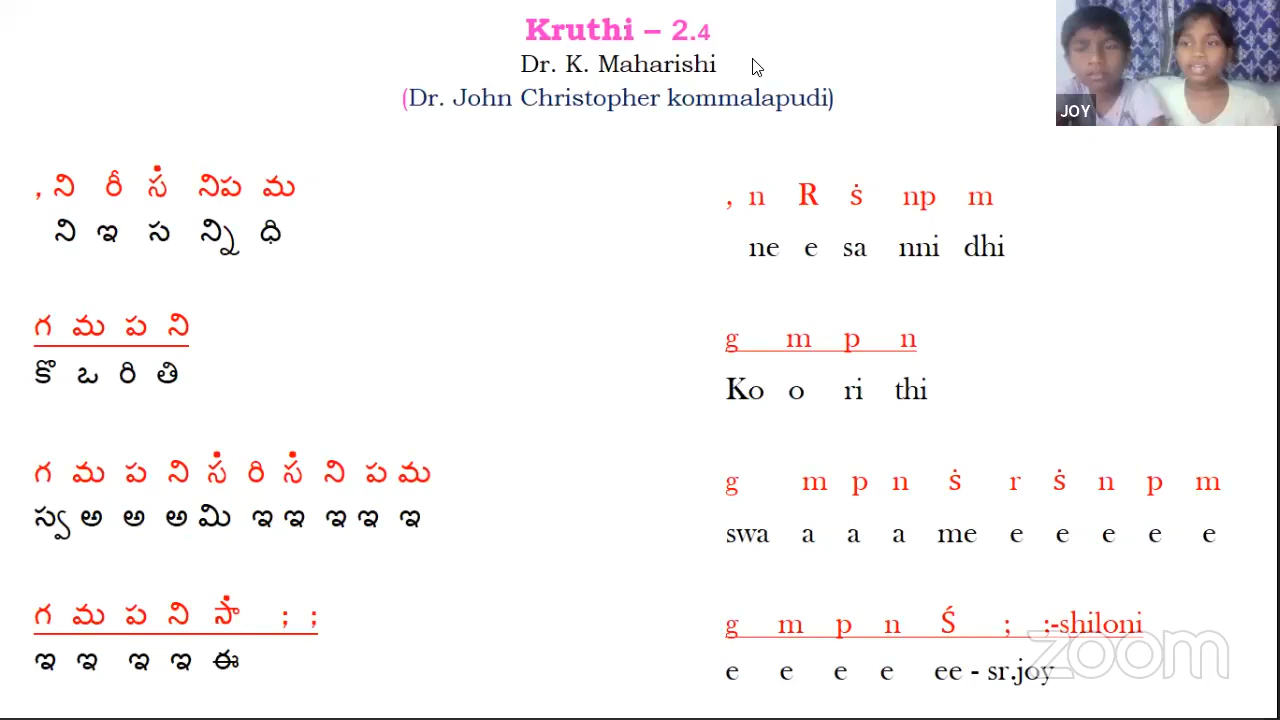 Kruthi – 2.4
Dr. K. Maharishi
(Dr. John Christopher kommalapudi)
JOY
, ని రీ సં నిప మ
ని ఇ స న్ని ధి
గ మ ప ని
కొ ఒ రి తి
గ మ ప ని సં రి సં ని ప మ
స్వ అ అ అ మి ఇ ఇ ఇ ఇ ఇ
గ మ ప ని సાં ; ;
ఇ ఇ ఇ ఇ ఈ
, n R ṡ np m
ne e sa nni dhi
g m p n
Ko o ri thi
g m p n ṡ r ṡ n p m
swa a a a me e e e e e
g m p n Ś ; ;-shiloni
e e e e ee - sr.joy
zoom